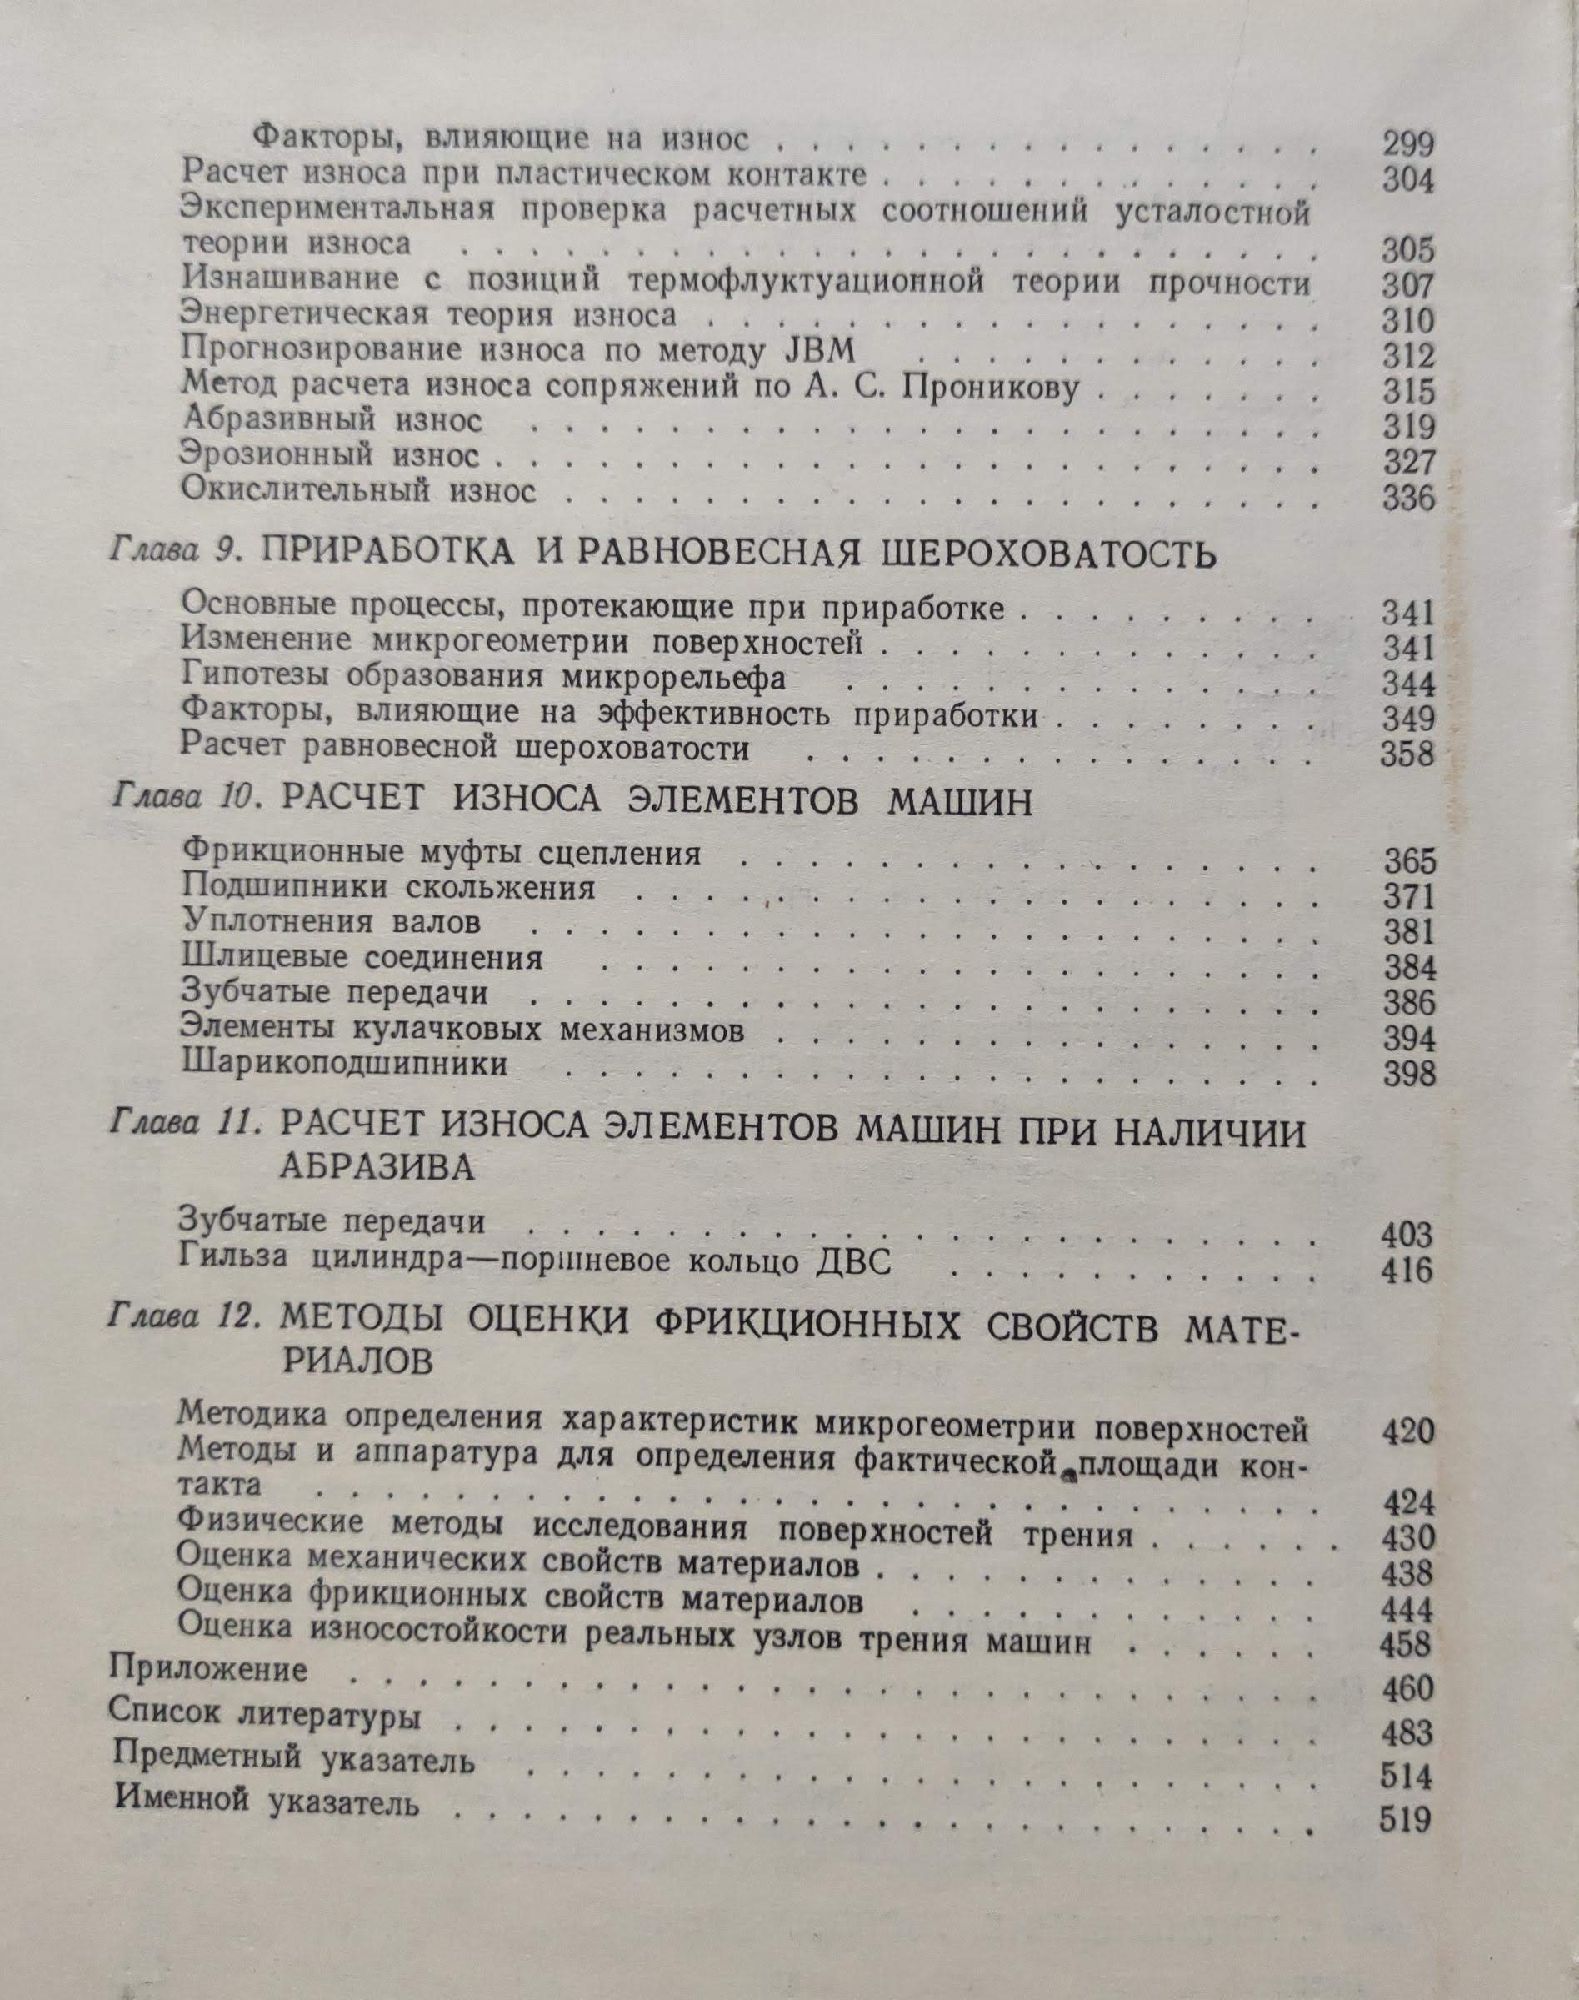 Факторы, влияющие на износ . . . . . . . . . . . . . . . . 299
Расчет износа при пластическом контакте . . . . . . . . . . . . . 304
Экспериментальная проверка расчетных соотношений усталостной
теории износа . . . . . . . . . . . . . . . . . . . . . . . . . 305
Изнашивание с позиций термофлуктуационной теории прочности 307
Энергетическая теория износа . . . . . . . . . . . . . . . . . . 310
Прогнозирование износа по методу JBM . . . . . . . . . . . . 312
Метод расчета износа сопряжений по А. С. Проникову . . . . . . . 315
Абразивный износ . . . . . . . . . . . . . . . . . . . . . . . 319
Эрозионный износ . . . . . . . . . . . . . . . . . . . . . . . . 327
Окислительный износ . . . . . . . . . . . . . . . . . . . . . . 336
Глава 9. ПРИРАБОТКА И РАВНОВЕСНАЯ ШЕРОХОВАТОСТЬ
Основные процессы, протекающие при приработке . . . . . . . . . 341
Изменение микрогеометрии поверхностей . . . . . . . . . . . . . 341
Гипотезы образования микрорельефа . . . . . . . . . . . . . . 344
Факторы, влияющие на эффективность приработки . . . . . . . . 349
Расчет равновесной шероховатости . . . . . . . . . . . . . . . 358
Глава 10. РАСЧЕТ ИЗНОСА ЭЛЕМЕНТОВ МАШИН
Фрикционные муфты сцепления . . . . . . . . . . . . . . . . . 365
Подшипники скольжения . . . . . . . . . . . . . . . . . . . . 371
Уплотнения валов . . . . . . . . . . . . . . . . . . . . . . . 381
Шлицевые соединения . . . . . . . . . . . . . . . . . . . . . 384
Зубчатые передачи . . . . . . . . . . . . . . . . . . . . . . . 386
Элементы кулачковых механизмов . . . . . . . . . . . . . . . . 394
Шарикоподшипники . . . . . . . . . . . . . . . . . . . . . . 398
Глава 11. РАСЧЕТ ИЗНОСА ЭЛЕМЕНТОВ МАШИН ПРИ НАЛИЧИИ
АБРАЗИВА
Зубчатые передачи . . . . . . . . . . . . . . . . . . . . . . . 403
Гильза цилиндра—поршневое кольцо ДВС . . . . . . . . . . . 416
Глава 12. МЕТОДЫ ОЦЕНКИ ФРИКЦИОННЫХ СВОЙСТВ МАТЕ-
РИАЛОВ
Методика определения характеристик микрогеометрии поверхностей 420
Методы и аппаратура для определения фактической площади кон-
такта . . . . . . . . . . . . . . . . . . . . . . . . . . . . . 424
Физические методы исследования поверхностей трения . . . . . . 430
Оценка механических свойств материалов . . . . . . . . . . . . . 438
Оценка фрикционных свойств материалов . . . . . . . . . . . . 444
Оценка износостойкости реальных узлов трения машин . . . . . . 458
Приложение . . . . . . . . . . . . . . . . . . . . . . . . . . . . 460
Список литературы . . . . . . . . . . . . . . . . . . . . . . . . . 483
Предметный указатель . . . . . . . . . . . . . . . . . . . . . . . 514
Именной указатель . . . . . . . . . . . . . . . . . . . . . . . . . 519